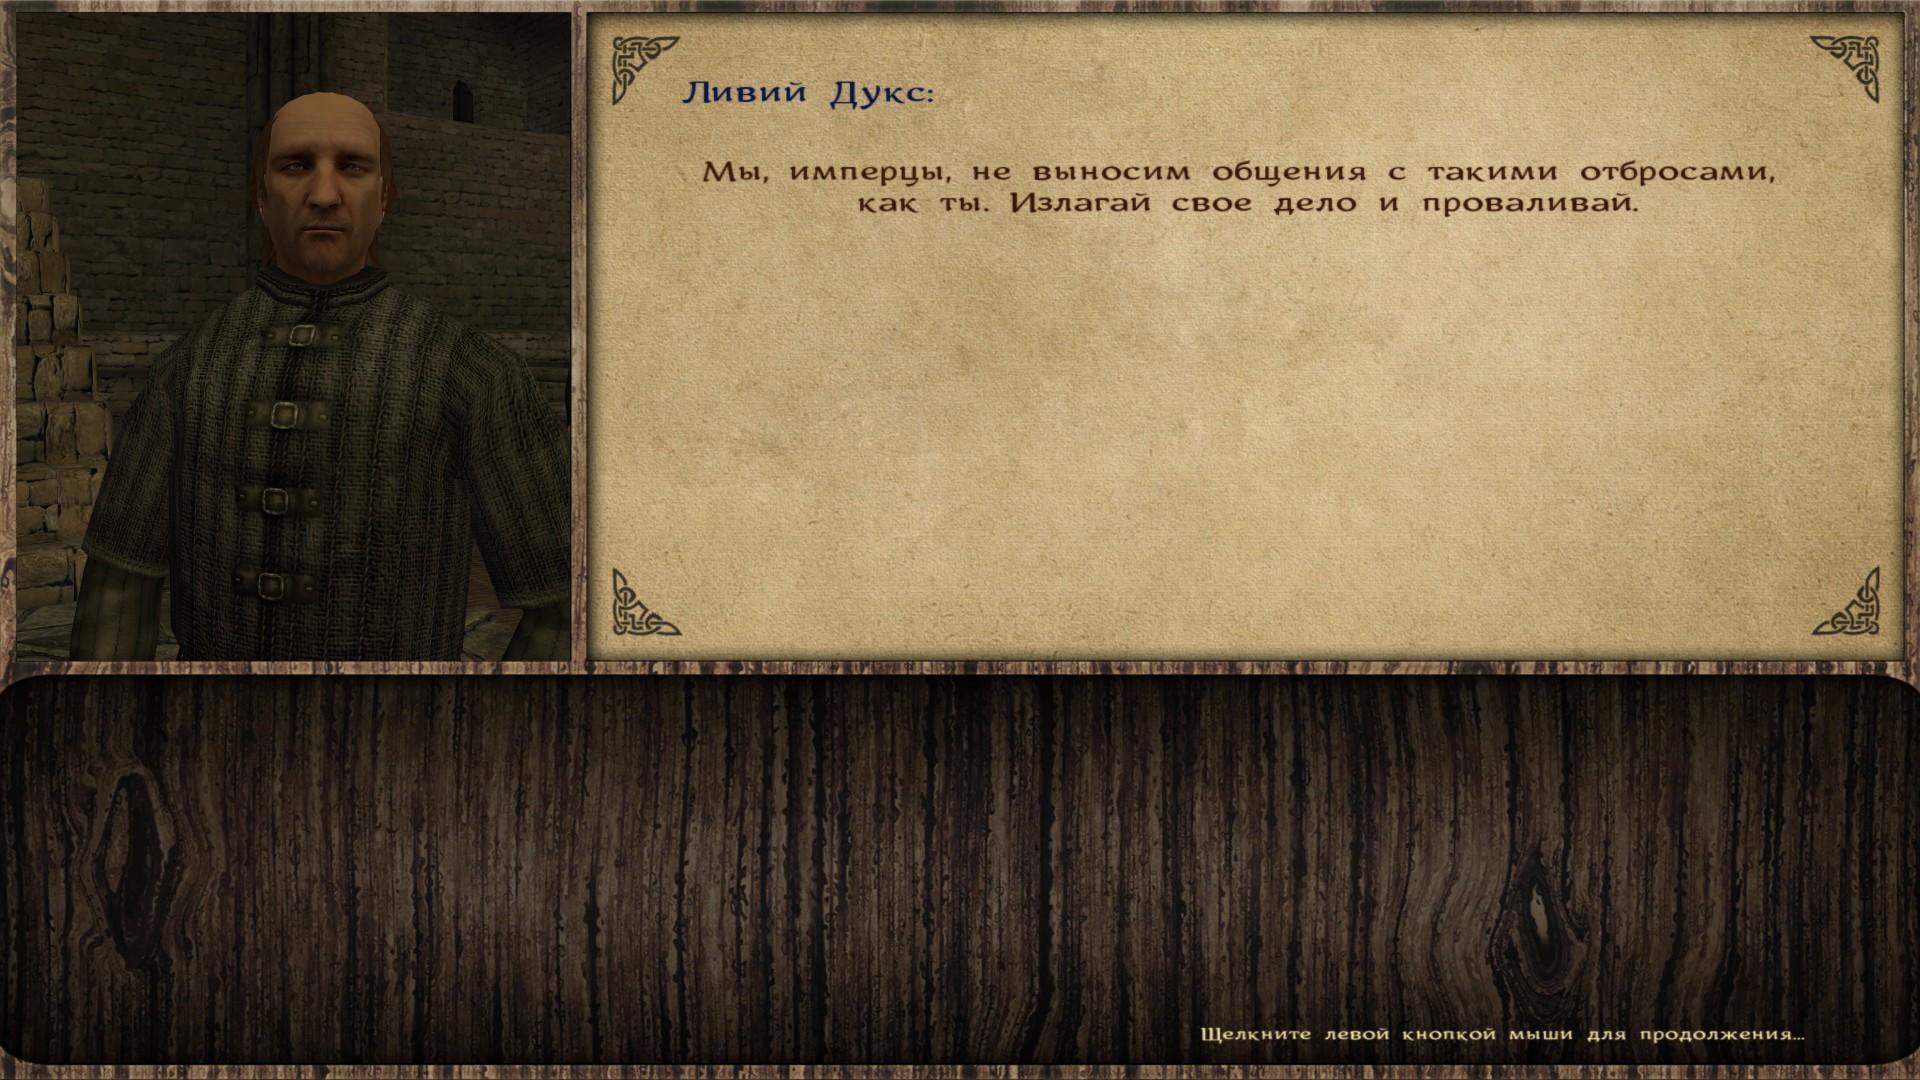 Ливий Дукс:
Мы, имперцы, не выносим общения с такими отбросами,
как ты. Излагай свое дело и проваливай.
Щелкните левой кнопкой мыши для продолжения...